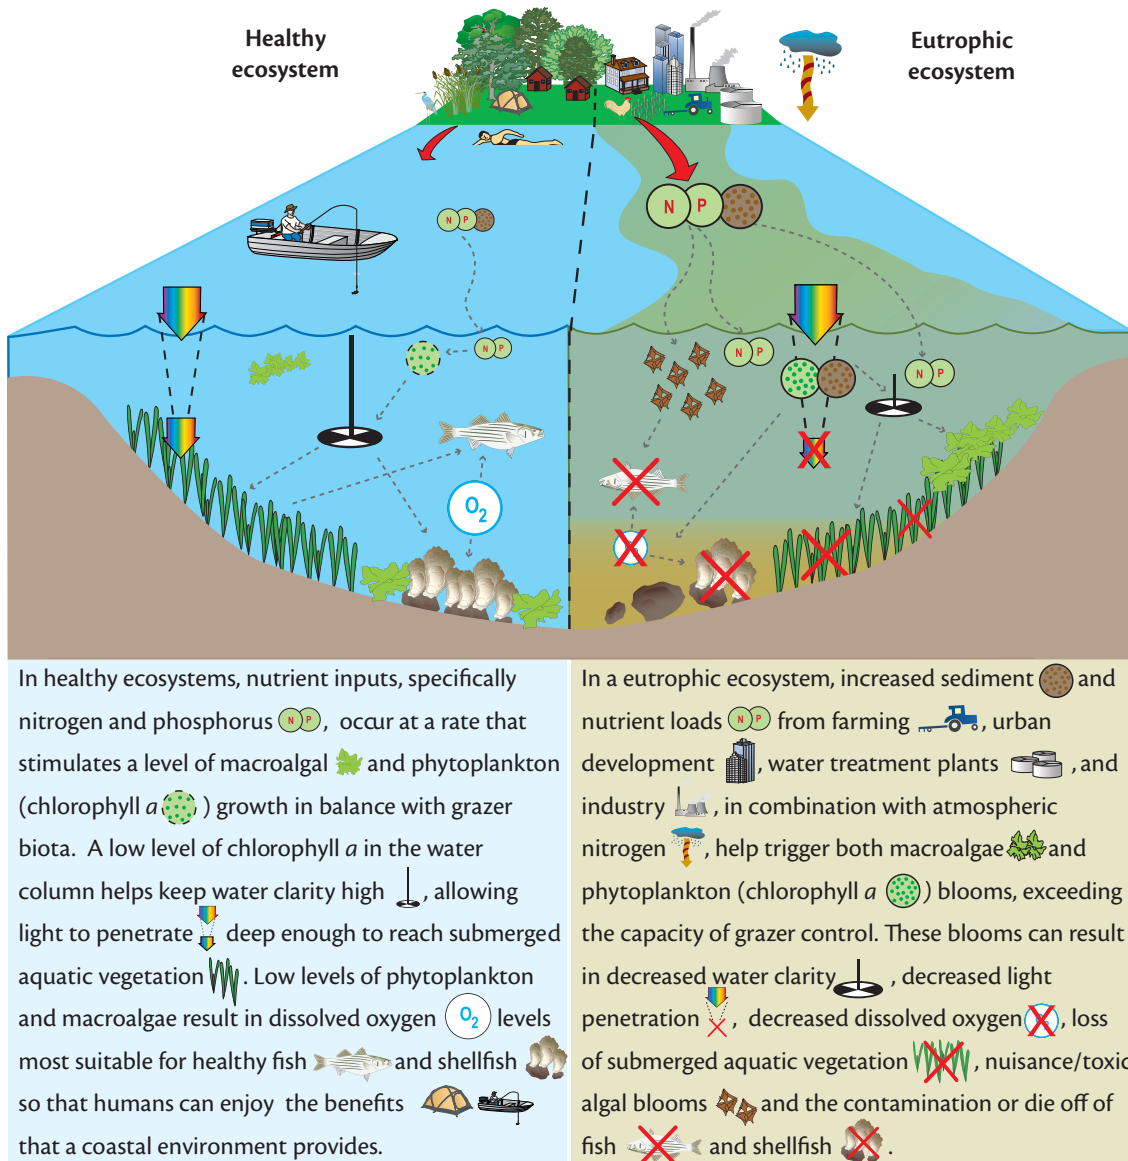 Healthy
ecosystem
Eutrophic
ecosystem
N P
N P
N P
N P
N P
O₂
In healthy ecosystems, nutrient inputs, specifically
nitrogen and phosphorus N P , occur at a rate that
stimulates a level of macroalgal and phytoplankton
(chlorophyll a ) growth in balance with grazer
biota. A low level of chlorophyll a in the water
column helps keep water clarity high , allowing
light to penetrate deep enough to reach submerged
aquatic vegetation . Low levels of phytoplankton
and macroalgae result in dissolved oxygen O₂ levels
most suitable for healthy fish and shellfish
so that humans can enjoy the benefits
that a coastal environment provides.
In a eutrophic ecosystem, increased sediment and
nutrient loads N P from farming , urban
development , water treatment plants , and
industry , in combination with atmospheric
nitrogen , help trigger both macroalgae and
phytoplankton (chlorophyll a ) blooms, exceeding
the capacity of grazer control. These blooms can result
in decreased water clarity , decreased light
penetration , decreased dissolved oxygen , loss
of submerged aquatic vegetation , nuisance/toxic
algal blooms and the contamination or die off of
fish and shellfish .